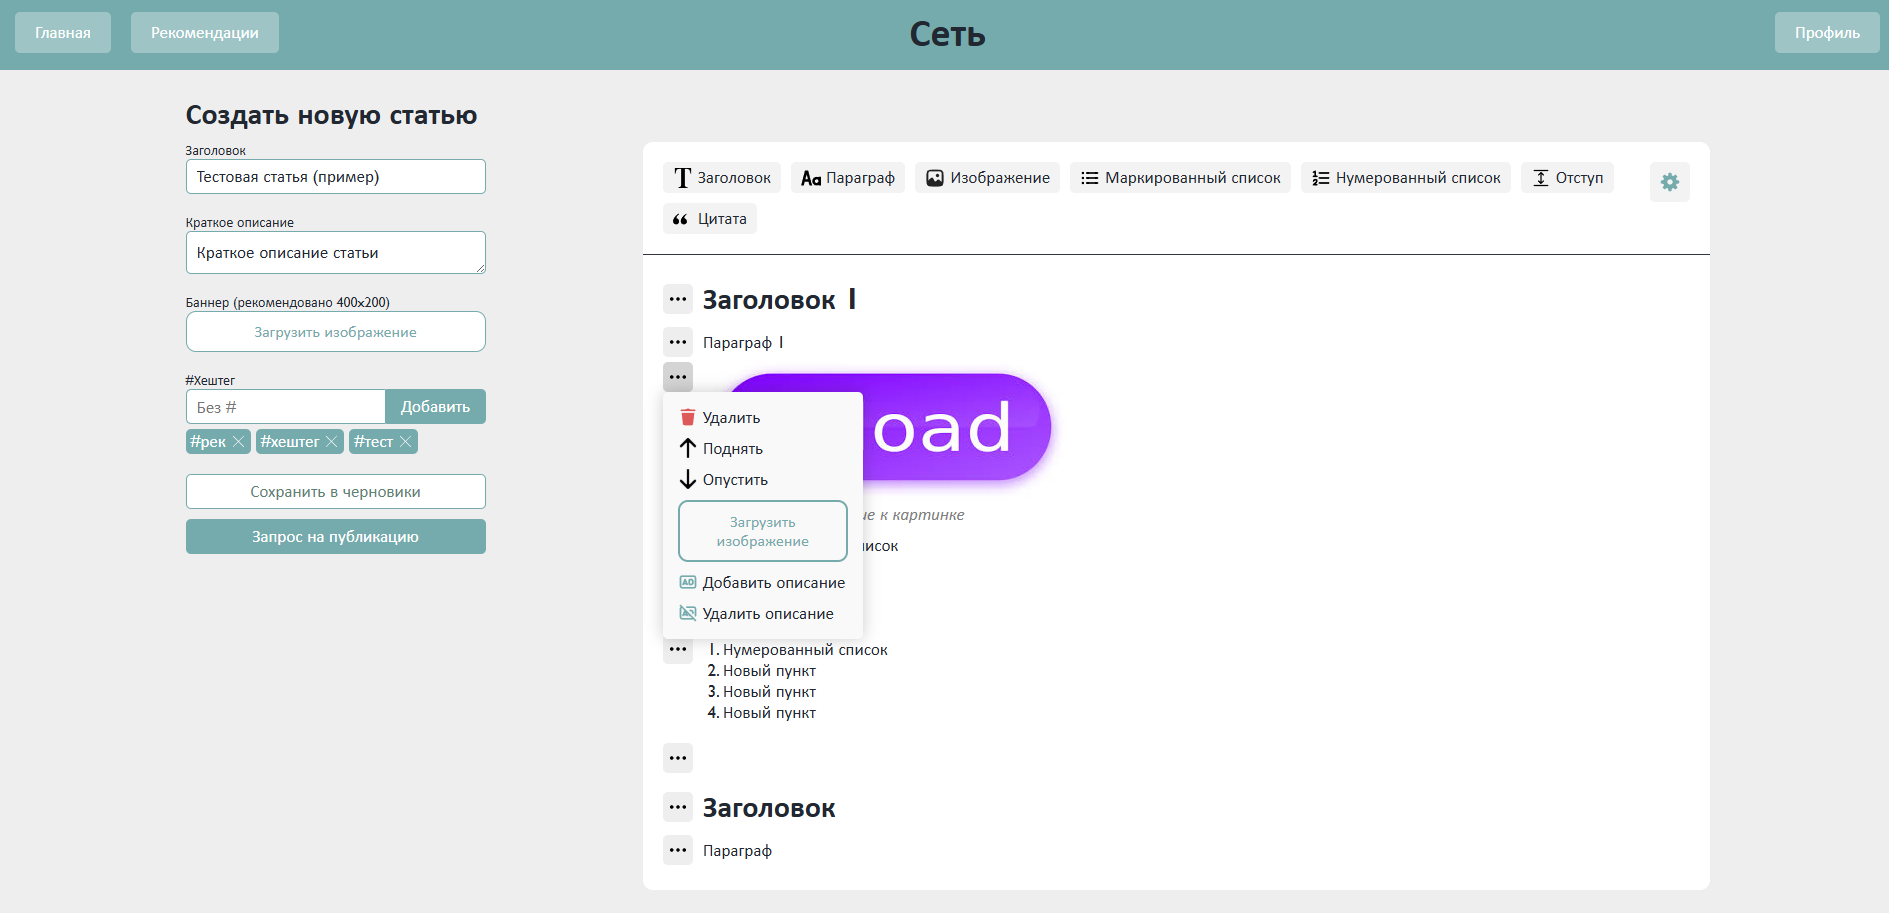 Главная
Рекомендации
Сеть
Профиль
Создать новую статью
Заголовок
Тестовая статья (пример)
Краткое описание
Краткое описание статьи
Баннер (рекомендовано 400x200)
Загрузить изображение
#Хештег
Без #
Добавить
#рек
#хештег
#тест
Сохранить в черновики
Запрос на публикацию
Заголовок
Параграф
Изображение
Маркированный список
Нумерованный список
Отступ
Цитата
Заголовок 1
Параграф 1
oad
Удалить
Поднять
Опустить
Загрузить
изображение
Добавить описание
Удалить описание
к картинке
1. Нумерованный список
2. Новый пункт
3. Новый пункт
4. Новый пункт
Заголовок
Параграф